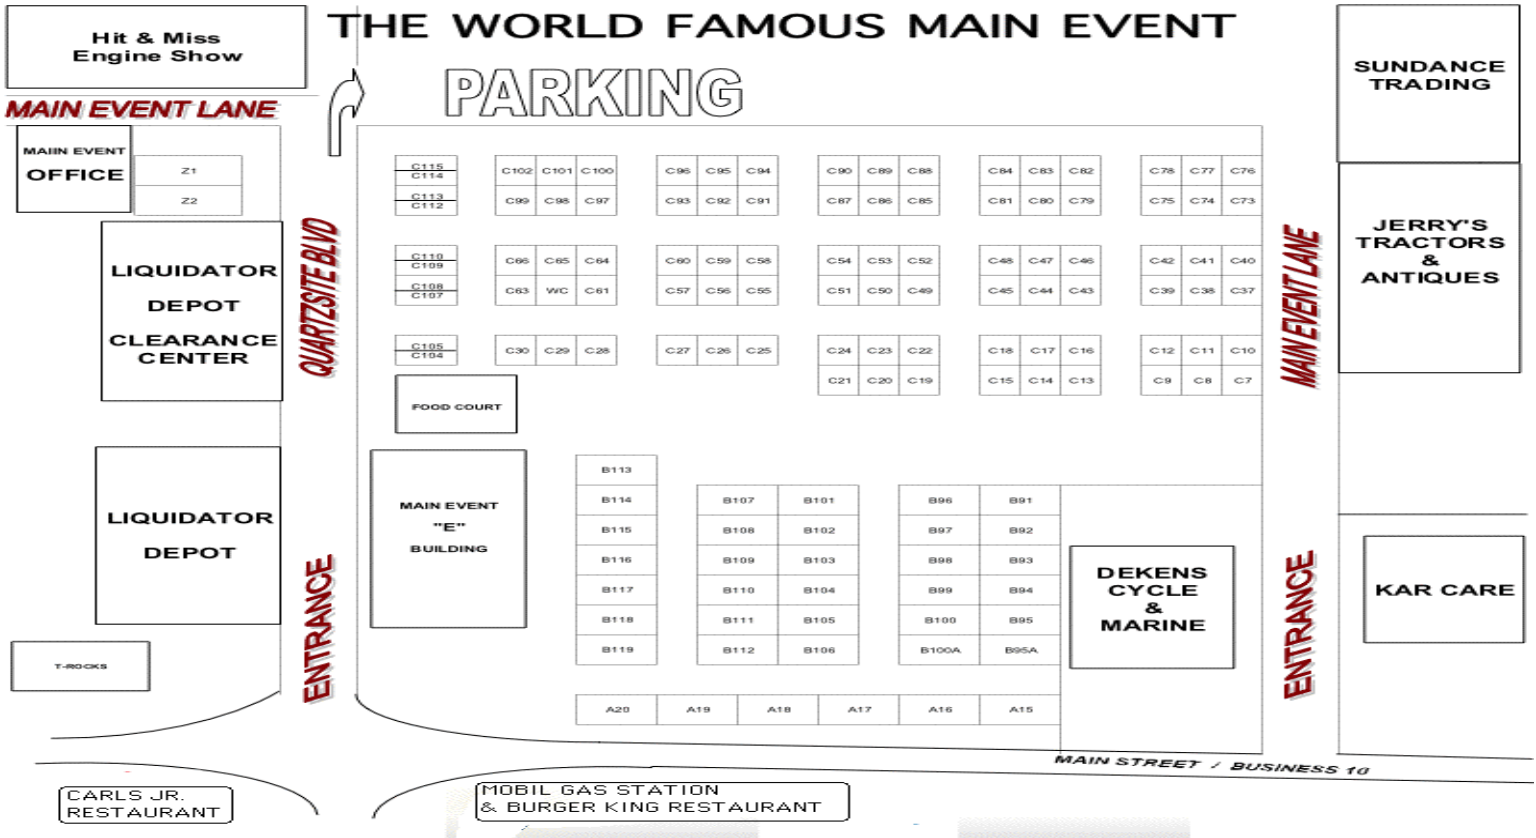 THE WORLD FAMOUS MAIN EVENT
Hit & Miss
Engine Show
PARKING
SUNDANCE
TRADING
MAIN EVENT LANE
MAIIN EVENT
OFFICE
Z1
Z2
C115
C114
C113
C112
C102 C101 C100
C99 C98 C97
C96 C95 C94
C93 C92 C91
C90 C89 C88
C87 C86 C85
C84 C83 C82
C81 C80 C79
C78 C77 C76
C75 C74 C73
LIQUIDATOR
DEPOT
CLEARANCE
CENTER
QUARTZSITE BLVD
C110
C109
C108
C107
C66 C65 C64
C63 WC C61
C60 C59 C58
C57 C56 C55
C54 C53 C52
C51 C50 C49
C48 C47 C46
C45 C44 C43
C42 C41 C40
C39 C38 C37
MAIN EVENT LANE
JERRY'S
TRACTORS
&
ANTIQUES
C105
C104
C30 C29 C28
C27 C26 C25
C24 C23 C22
C21 C20 C19
C18 C17 C16
C15 C14 C13
C12 C11 C10
C9 C8 C7
FOOD COURT
LIQUIDATOR
DEPOT
ENTRANCE
MAIN EVENT
"E"
BUILDING
B113
B114
B115
B116
B117
B118
B119
B107 B101
B108 B102
B109 B103
B110 B104
B111 B105
B112 B106
B96 B91
B97 B92
B98 B93
B99 B94
B100 B95
B100A B95A
DEKENS
CYCLE
&
MARINE
ENTRANCE
KAR CARE
T-ROCKS
A20 A19 A18 A17 A16 A15
MAIN STREET / BUSINESS 10
CARLS JR.
RESTAURANT
MOBIL GAS STATION
& BURGER KING RESTAURANT